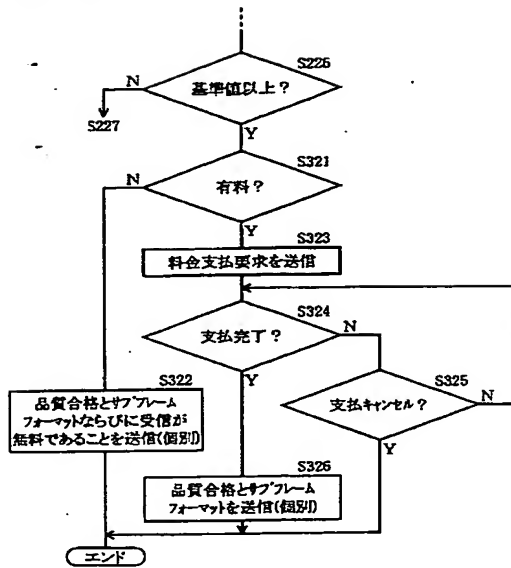 S226
N
基準値以上？
S227
Y
S321
N
有料？
Y
S323
料金支払要求を送信
S324
支払完了？
N
S322
Y
S325
品質合格とサブフレーム
フォーマットならびに受信が
無料であることを送信(個別)
支払キャンセル？
N
S326
Y
品質合格とサブフレーム
フォーマットを送信(個別)
エンド